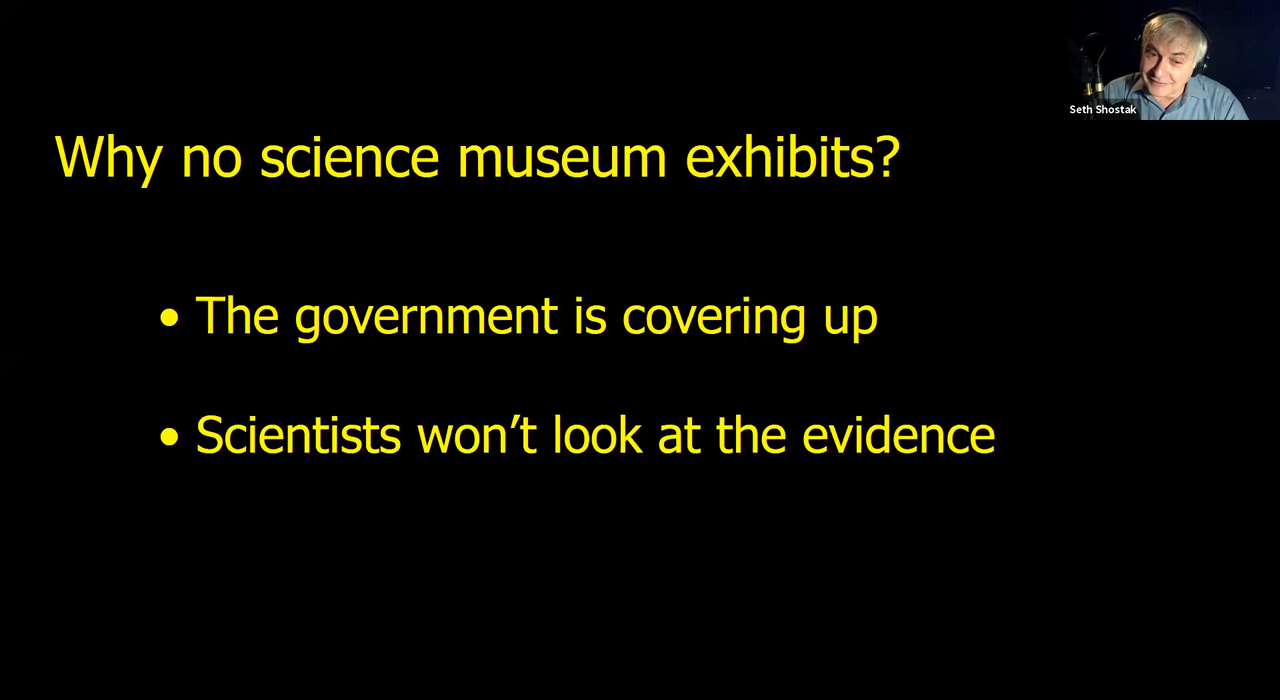 Seth Shostak
Why no science museum exhibits?
• The government is covering up
• Scientists won’t look at the evidence